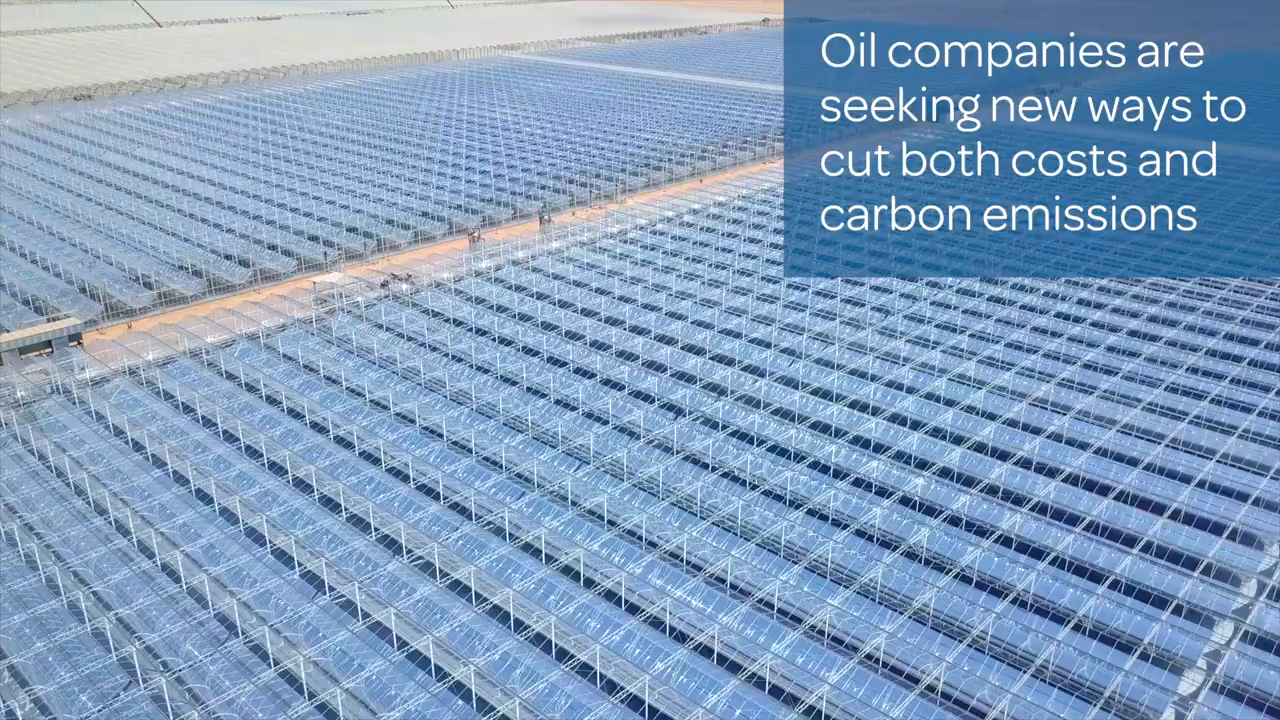 Oil companies are
seeking new ways to
cut both costs and
carbon emissions